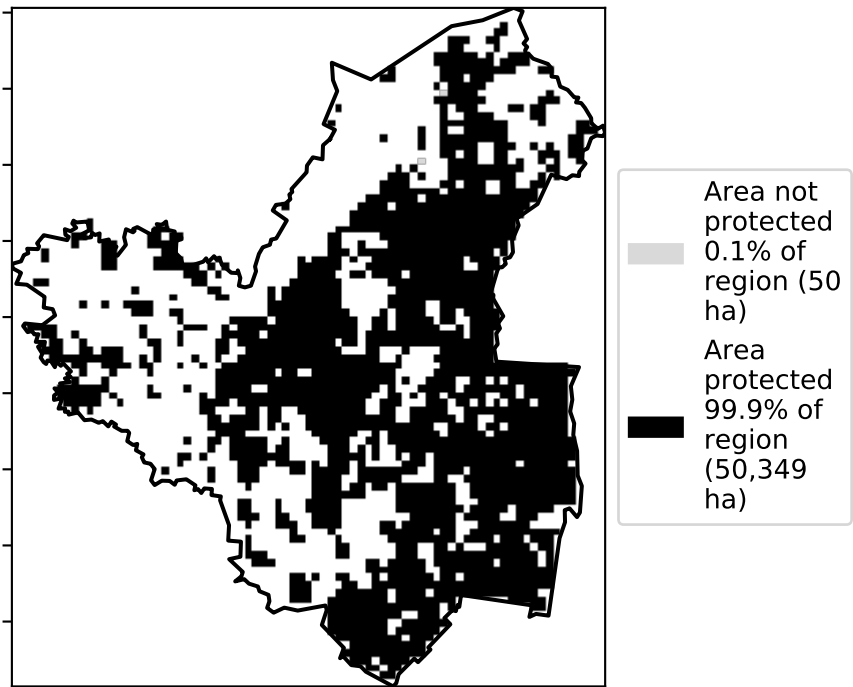 Area not
protected
0.1% of
region (50
ha)
Area
protected
99.9% of
region
(50,349
ha)